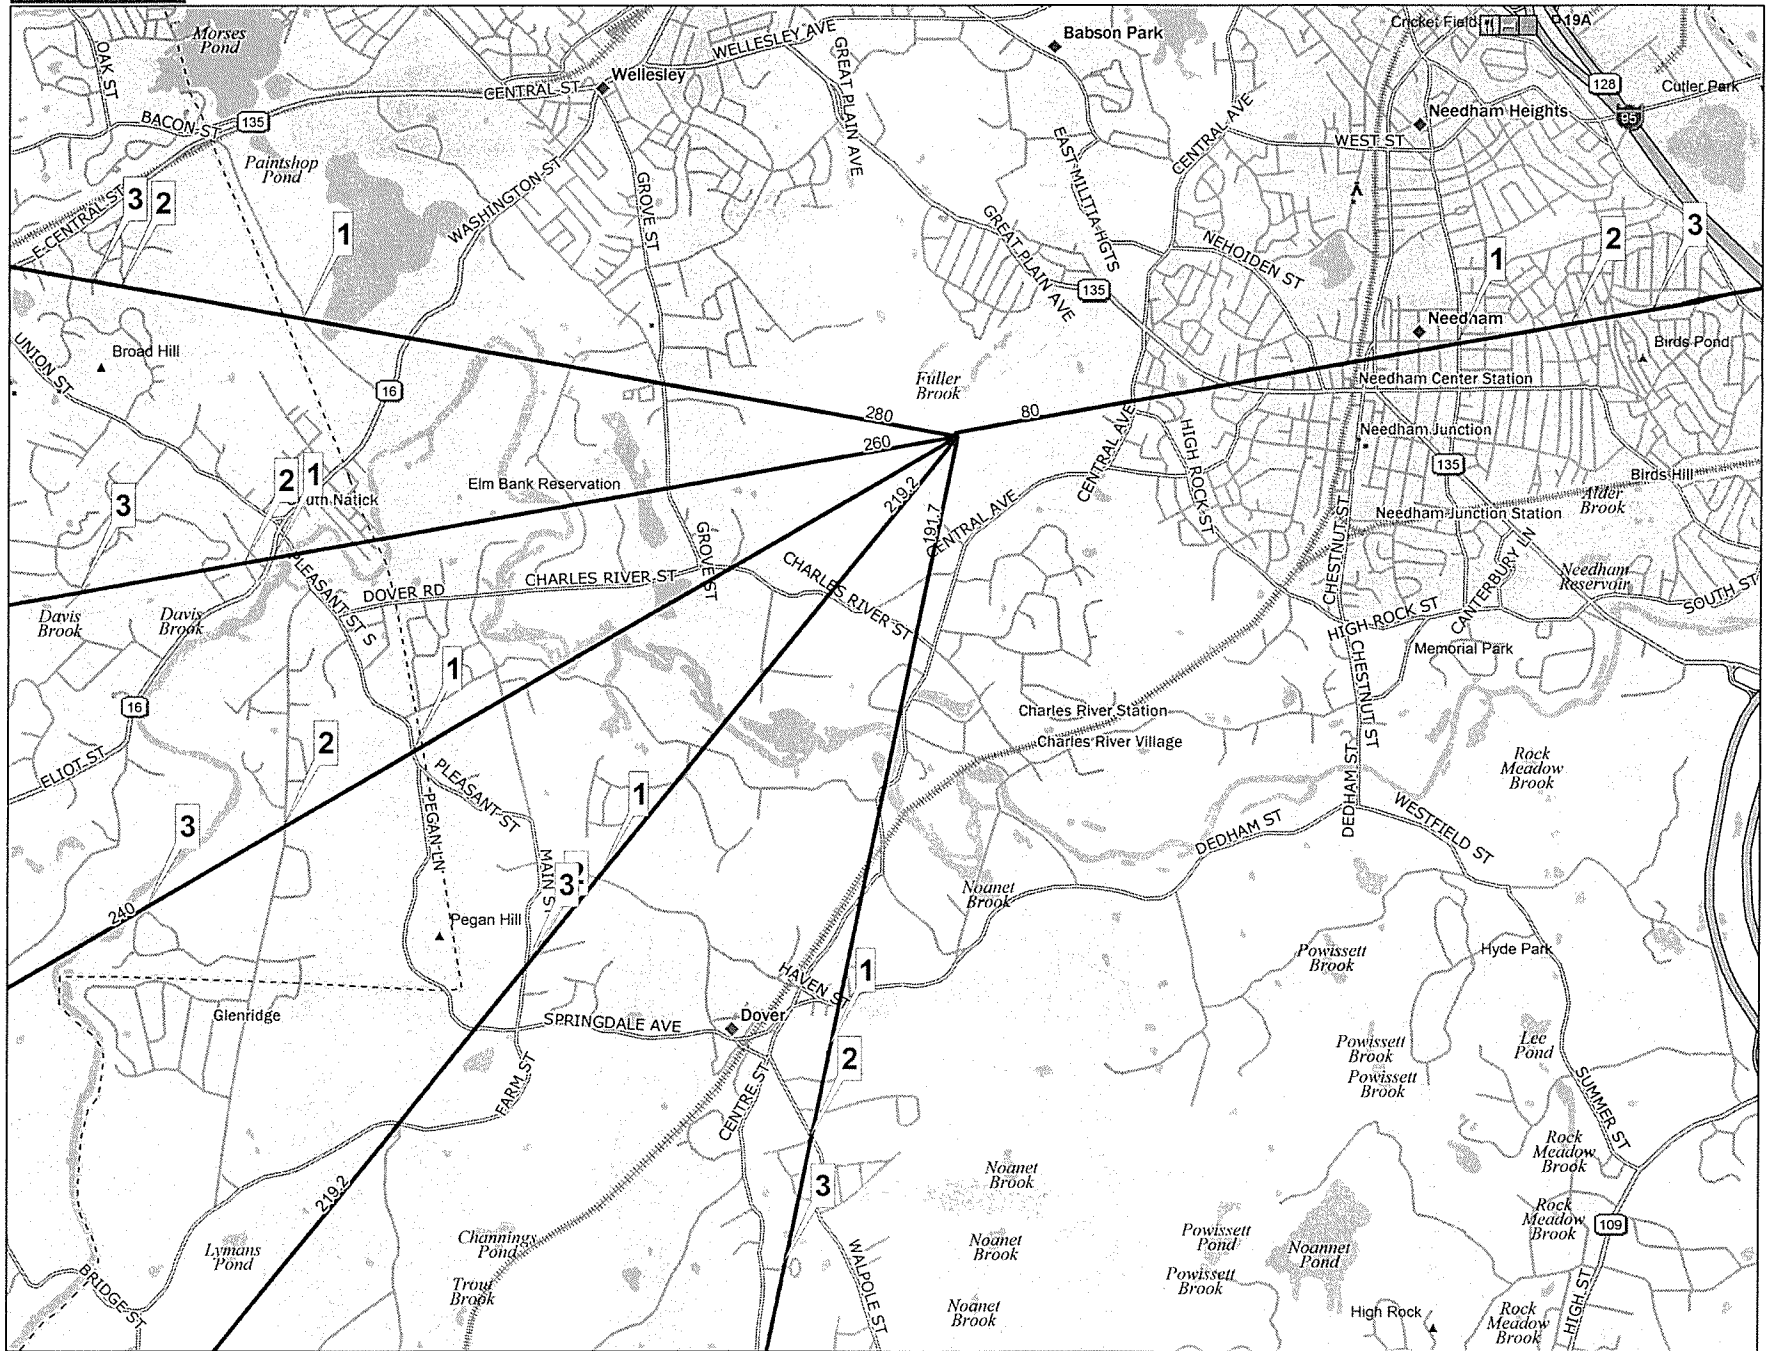 Morses
Pond
OAK ST
BACON ST
135
Paintshop
Pond
E CENTRAL ST
3
2
1
CENTRAL ST
Wellesley
WELLESLEY AVE
WASHINGTON ST
GROVE ST
GREAT PLAIN AVE
Babson Park
EAST MILITIA HGTS
CENTRAL AVE
Cricket Field
R19A
128
95
Cutler Park
Needham Heights
WEST ST
GREAT PLAIN AVE
NEHOIDEN ST
135
1
2
3
Needham
Birds Pond
Needham Center Station
UNION ST
Broad Hill
16
Fuller
Brook
280
80
260
219.2
191.7
CENTRAL AVE
HIGH ROCK ST
Needham Junction
135
Birds Hill
Alder
Brook
Needham Junction Station
2
1
uth Natick
3
Elm Bank Reservation
GROVE ST
CENTRAL AVE
CHESTNUT ST
CANTERBURY LN
Needham
Reservoir
SOUTH ST
Davis
Brook
Davis
Brook
PLEASANT ST S
DOVER RD
CHARLES RIVER ST
CHARLES RIVER ST
HIGH ROCK ST
Memorial Park
CHESTNUT ST
16
1
Charles River Station
Charles River Village
ELIOT ST
2
3
PEGAN LN
PLEASANT ST
1
MAIN ST
3
DEDHAM ST
DEDHAM ST
WESTFIELD ST
Rock
Meadow
Brook
240
Pegan Hill
Noanet
Brook
Powissett
Brook
Hyde Park
HAVEN ST
1
Glenridge
SPRINGDALE AVE
Dover
2
Powissett
Brook
Powissett
Brook
Lee
Pond
FARM ST
CENTRE ST
SUMMER ST
219.2
3
Noanet
Brook
Rock
Meadow
Brook
Rock
Meadow
Brook
109
Lymans
Pond
Channings
Pond
Trout
Brook
WALPOLE ST
Noanet
Brook
Noanet
Brook
Powissett
Pond
Powissett
Brook
Noannet
Pond
BRIDGE ST
High Rock
Rock
Meadow
Brook
HIGH ST